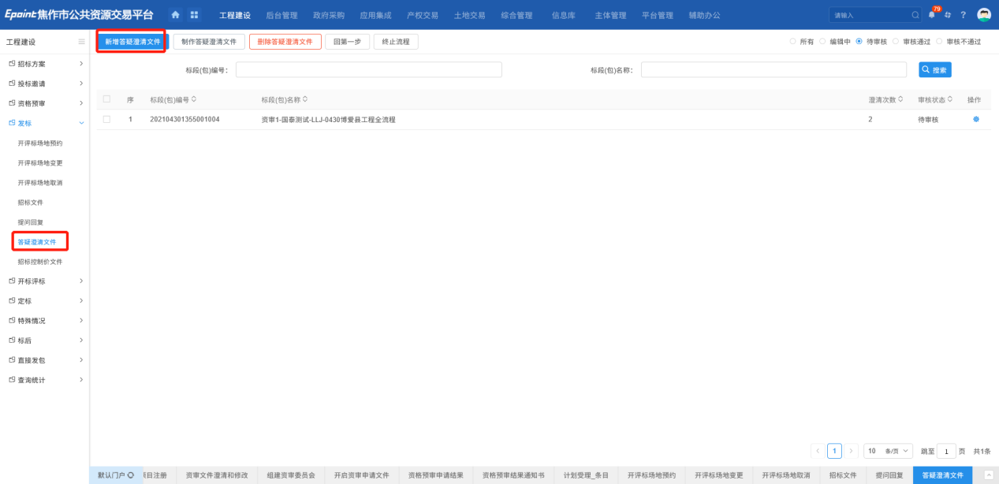 Epoint焦作市公共资源交易平台 工程建设 后台管理 政府采购 应用集成 产权交易 土地交易 综合管理 信息库 主体管理 平台管理 辅助办公 请输入 79 ?
工程建设 新增答疑澄清文件 制作答疑澄清文件 删除答疑澄清文件 回第一步 终止流程 所有 编辑中 待审核 审核通过 审核不通过
招标方案
投标邀请
资格预审
发标
开评标场地预约
开评标场地变更
开评标场地取消
招标文件
提问回复
答疑澄清文件
招标控制价文件
开标评标
定标
特殊情况
标后
直接发包
查询统计
标段(包)编号: 标段(包)名称: 搜索
序 标段(包)编号 标段(包)名称 澄清次数 审核状态 操作
1 202104301355001004 资审1-国泰测试-LLJ-0430博爱县工程全流程 2 待审核
1 10 条/页 跳至 1 页 共1条
默认门户 项目注册 资审文件澄清和修改 组建资审委员会 开启资审申请文件 资格预审申请结果 资格预审结果通知书 计划受理_条目 开评标场地预约 开评标场地变更 开评标场地取消 招标文件 提问回复 答疑澄清文件